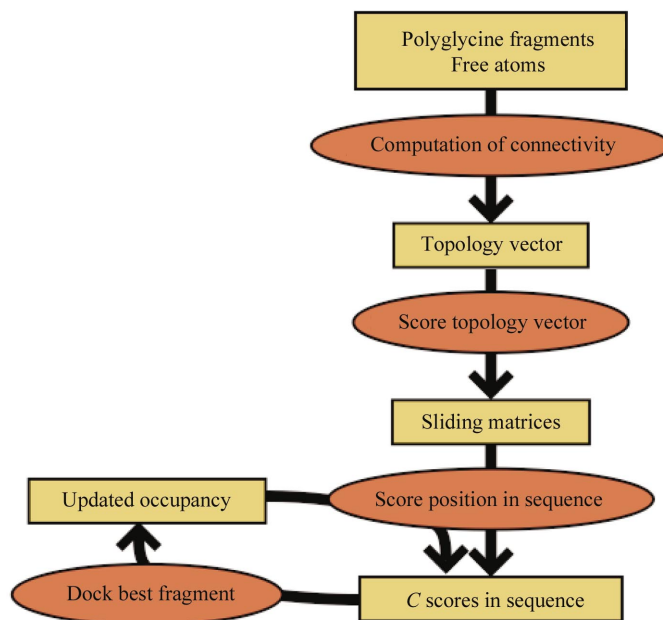 Polyglycine fragments
Free atoms
Computation of connectivity
Topology vector
Score topology vector
Sliding matrices
Updated occupancy
Score position in sequence
Dock best fragment
C scores in sequence